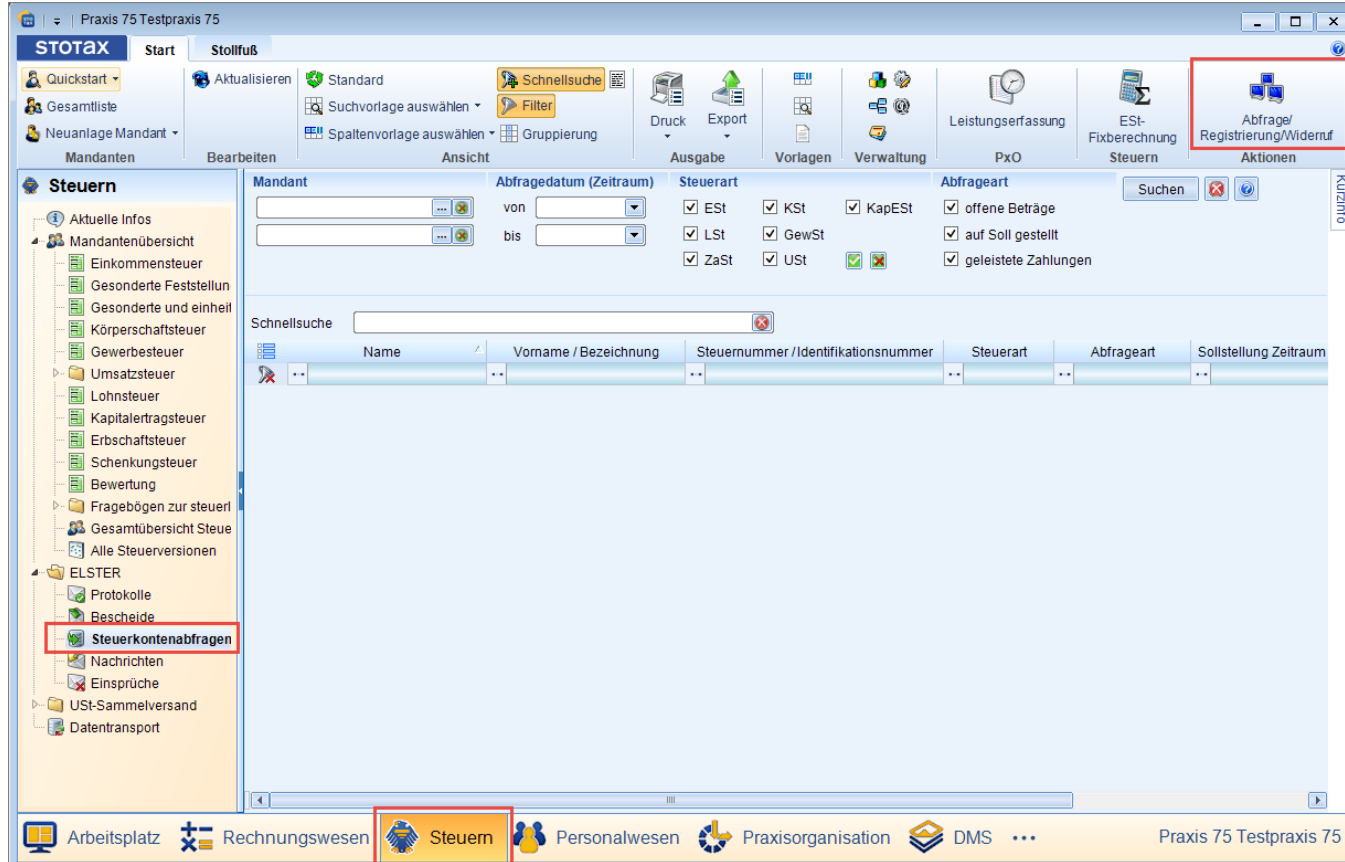 Praxis 75 Testpraxis 75
STOTAX Start Stollfuß
Quickstart
Gesamtliste
Neuanlage Mandant
Mandanten
Aktualisieren
Bearbeiten
Standard
Suchvorlage auswählen
Spaltenvorlage auswählen
Schnellsuche
Filter
Gruppierung
Ansicht
Druck
Export
Ausgabe
Vorlagen
Verwaltung
Leistungserfassung
PxO
ESt-
Fixberechnung
Steuern
Abfrage/
Registrierung/Widerruf
Aktionen
Steuern
Aktuelle Infos
Mandantenübersicht
Einkommensteuer
Gesonderte Feststellun
Gesonderte und einheit
Körperschaftsteuer
Gewerbesteuer
Umsatzsteuer
Lohnsteuer
Kapitalertragsteuer
Erbschaftsteuer
Schenkungsteuer
Bewertung
Fragebögen zur steuerl
Gesamtübersicht Steue
Alle Steuerversionen
ELSTER
Protokolle
Bescheide
Steuerkontenabfragen
Nachrichten
Einsprüche
USt-Sammelversand
Datentransport
Mandant
Abfragedatum (Zeitraum)
von
bis
Steuerart
ESt KSt KapESt
LSt GewSt
ZaSt USt
Abfrageart
offene Beträge
auf Soll gestellt
geleistete Zahlungen
Suchen
Kurzinfo
Schnellsuche
Name Vorname / Bezeichnung Steuernummer / Identifikationsnummer Steuerart Abfrageart Sollstellung Zeitraum
Arbeitsplatz Rechnungswesen Steuern Personalwesen Praxisorganisation DMS ... Praxis 75 Testpraxis 75